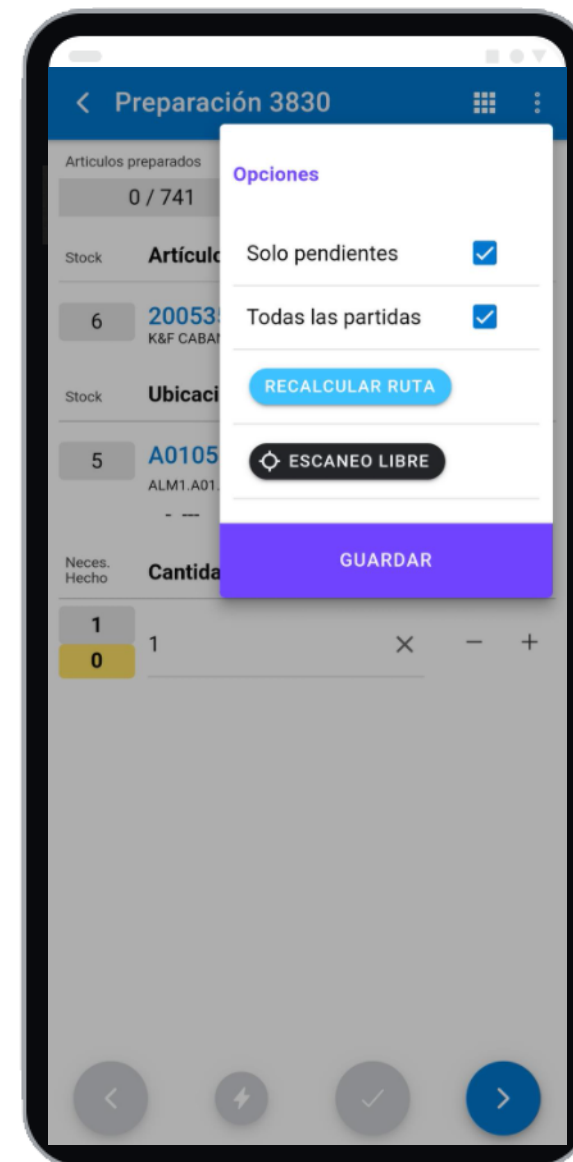 Preparación 3830
Articulos preparados
0 / 741
Opciones
Solo pendientes
Todas las partidas
RECALCULAR RUTA
ESCANEO LIBRE
GUARDAR
Stock
6
K&F
Stock
5
A0105
ALM1.A01.
- ---
Neces.
Hecho
1
0
1